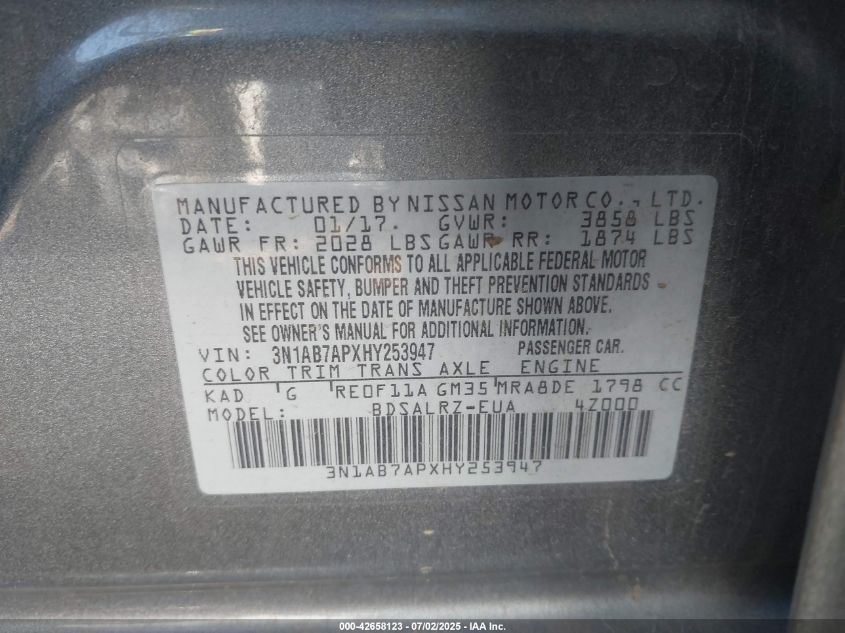 MANUFACTURED BY NISSAN MOTOR CO., LTD.
DATE: 01/17. GVWR: 3858 LBS
GAWR FR: 2028 LBS GAWR RR: 1874 LBS
THIS VEHICLE CONFORMS TO ALL APPLICABLE FEDERAL MOTOR
VEHICLE SAFETY, BUMPER AND THEFT PREVENTION STANDARDS
IN EFFECT ON THE DATE OF MANUFACTURE SHOWN ABOVE.
SEE OWNER'S MANUAL FOR ADDITIONAL INFORMATION.
VIN: 3N1AB7APXHY253947 PASSENGER CAR.
COLOR TRIM TRANS AXLE ENGINE
KAD G RE0F11A GM35 MRA8DE 1798 CC
MODEL: BDSALRZ-EUA 4Z000
3N1AB7APXHY253947
000-42658123 - 07/02/2025 - IAA Inc.